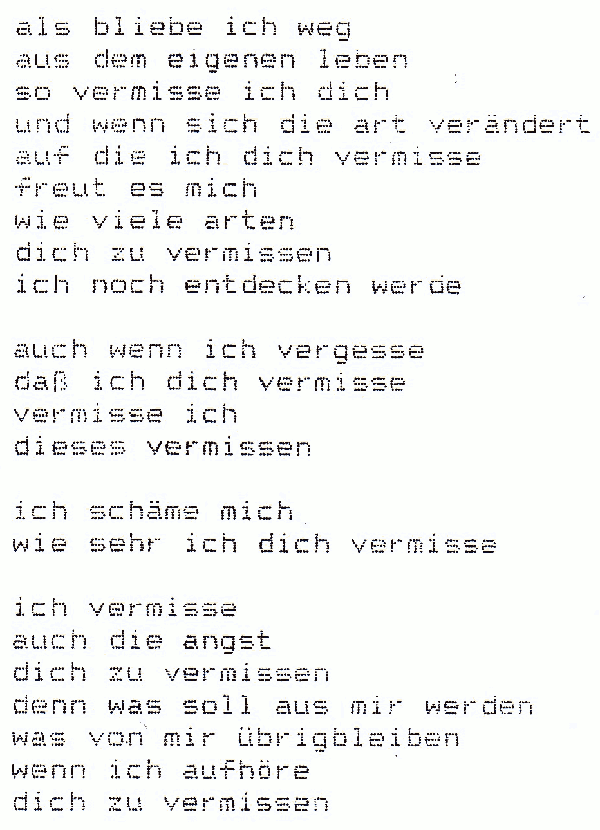 als bliebe ich weg
aus dem eigenen leben
so vermisse ich dich
und wenn sich die art verändert
auf die ich dich vermisse
freut es mich
wie viele arten
dich zu vermissen
ich noch entdecken werde

auch wenn ich vergesse
daß ich dich vermisse
vermisse ich
dieses vermissen

ich schäme mich
wie sehr ich dich vermisse

ich vermisse
auch die angst
dich zu vermissen
denn was soll aus mir werden
was von mir übrigbleiben
wenn ich aufhöre
dich zu vermissen